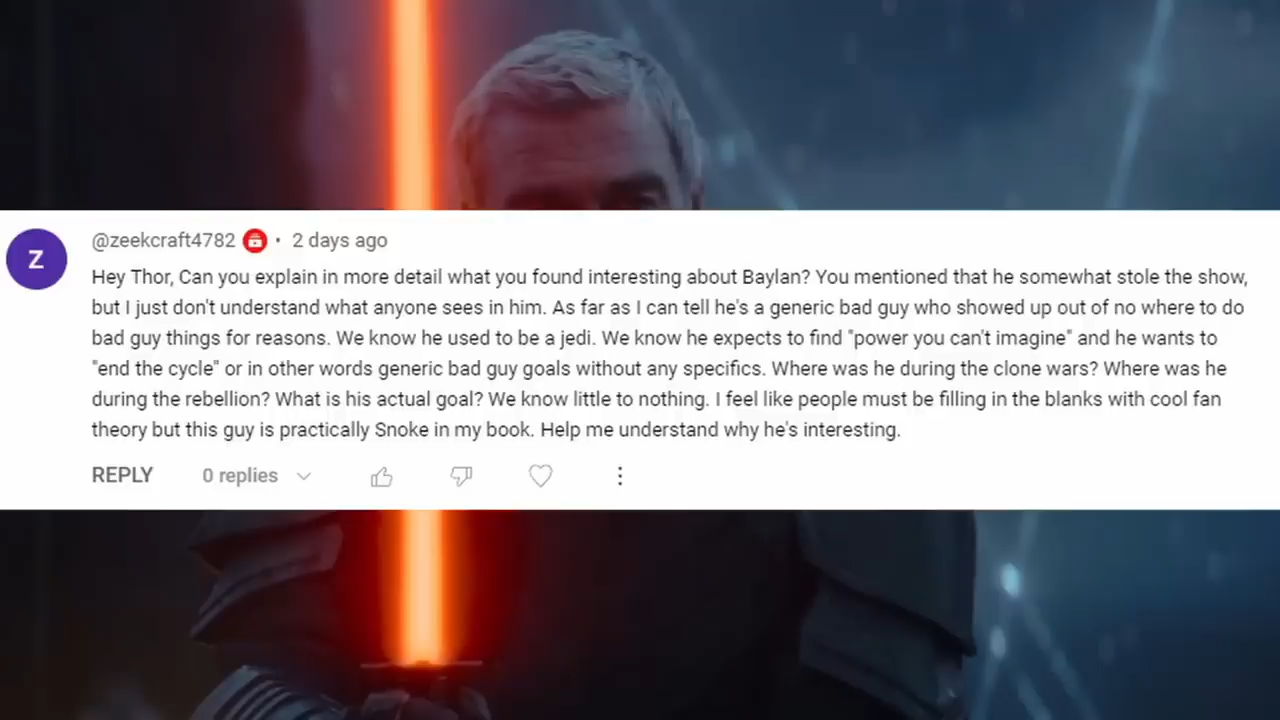 Z
@zeekcraft4782 · 2 days ago
Hey Thor, Can you explain in more detail what you found interesting about Baylan? You mentioned that he somewhat stole the show,
but I just don't understand what anyone sees in him. As far as I can tell he's a generic bad guy who showed up out of no where to do
bad guy things for reasons. We know he used to be a jedi. We know he expects to find "power you can't imagine" and he wants to
"end the cycle" or in other words generic bad guy goals without any specifics. Where was he during the clone wars? Where was he
during the rebellion? What is his actual goal? We know little to nothing. I feel like people must be filling in the blanks with cool fan
theory but this guy is practically Snoke in my book. Help me understand why he's interesting.
REPLY 0 replies